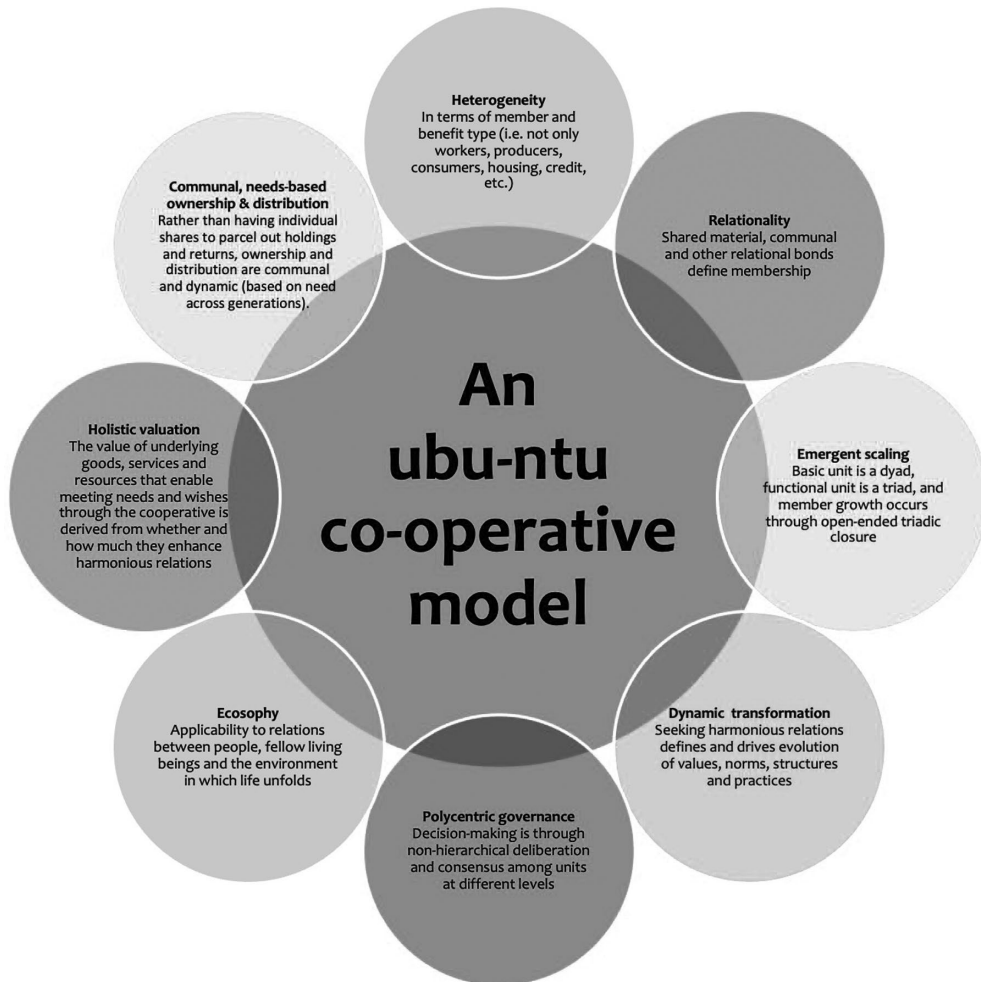 Heterogeneity
In terms of member and
benefit type (i.e. not only
workers, producers,
consumers, housing, credit,
etc.)
Relationality
Shared material, communal
and other relational bonds
define membership
Emergent scaling
Basic unit is a dyad,
functional unit is a triad, and
member growth occurs
through open-ended triadic
closure
Dynamic transformation
Seeking harmonious relations
defines and drives evolution
of values, norms, structures
and practices
Polycentric governance
Decision-making is through
non-hierarchical deliberation
and consensus among units
at different levels
Ecosophy
Applicability to relations
between people, fellow living
beings and the environment
in which life unfolds
Holistic valuation
The value of underlying
goods, services and
resources that enable
meeting needs and wishes
through the cooperative is
derived from whether and
how much they enhance
harmonious relations
Communal, needs-based
ownership & distribution
Rather than having individual
shares to parcel out holdings
and returns, ownership and
distribution are communal
and dynamic (based on need
across generations).
An
ubu-ntu
co-operative
model